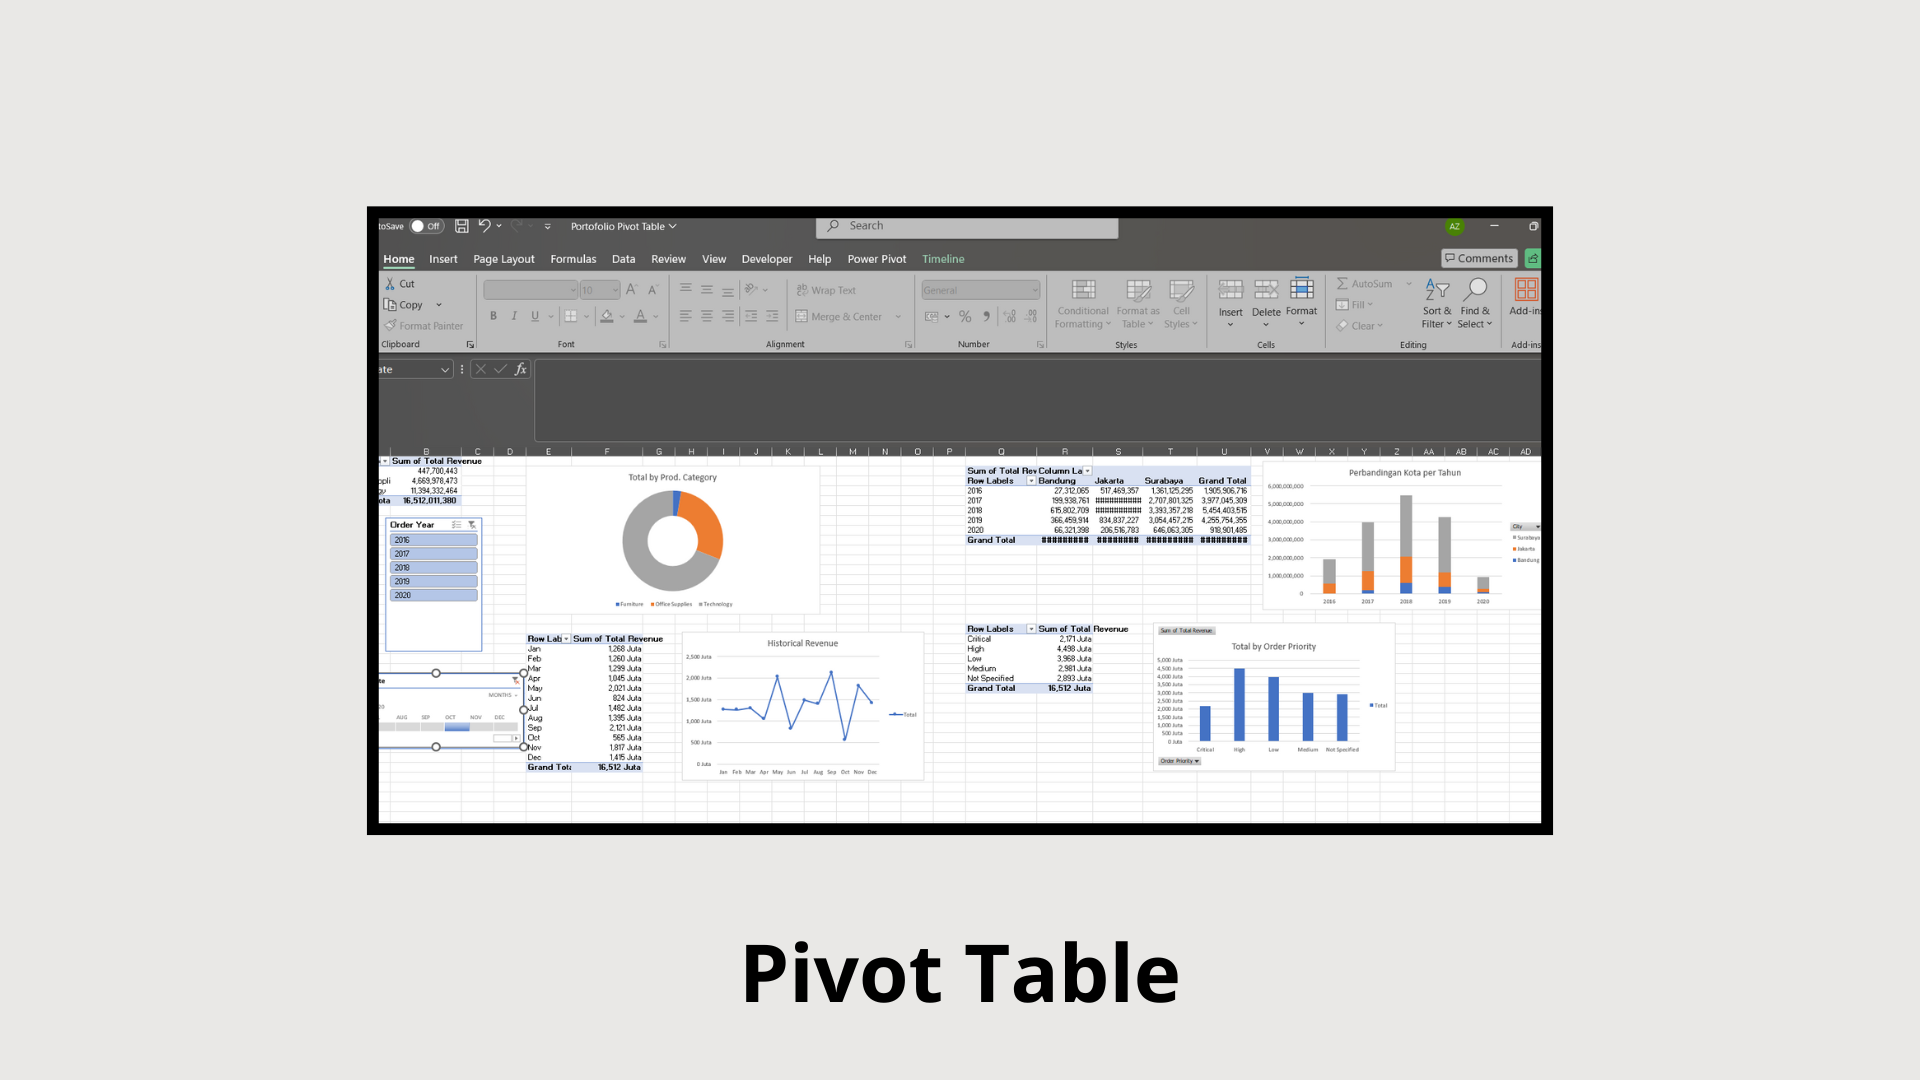 toSave Off Portofolio Pivot Table Search AZ
Home Insert Page Layout Formulas Data Review View Developer Help Power Pivot Timeline Comments
Cut
Copy
Format Painter
Clipboard
10 A A
B I U A
Font
Wrap Text
Merge & Center
Alignment
General
%
Number
Conditional Formatting
Format as Table
Cell Styles
Styles
Insert Delete Format
Cells
AutoSum
Fill
Clear
Sort & Filter
Find & Select
Editing
Add-ins
Add-ins
ate fx
B C D E F G H I J K L M N O P Q R S T U V W X Y Z AA AB AC AD
Sum of Total Revenue
447,700,443
opli 4,669,978,473
gy 11,394,332,464
ota 16,512,011,380
Order Year
2016
2017
2018
2019
2020
Total by Prod. Category
Furniture Office Supplies Technology
te
MONTHS
20
AUG SEP OCT NOV DEC
Row Lab Sum of Total Revenue
Jan 1,268 Juta
Feb 1,260 Juta
Mar 1,299 Juta
Apr 1,045 Juta
May 2,021 Juta
Jun 824 Juta
Jul 1,482 Juta
Aug 1,395 Juta
Sep 2,121 Juta
Oct 565 Juta
Nov 1,817 Juta
Dec 1,415 Juta
Grand Tota 16,512 Juta
Historical Revenue
2,500 Juta
2,000 Juta
1,500 Juta
1,000 Juta
500 Juta
0 Juta
Jan Feb Mar Apr May Jun Jul Aug Sep Oct Nov Dec
Total
Sum of Total Rev Column La
Row Labels Bandung Jakarta Surabaya Grand Total
2016 27,312,065 517,469,357 1,361,125,295 1,905,906,716
2017 199,938,761 ######### 2,707,801,325 3,977,045,309
2018 615,802,709 ######### 3,393,357,218 5,454,403,515
2019 366,459,914 834,837,227 3,054,457,215 4,255,754,355
2020 66,321,398 206,516,783 646,063,305 918,901,485
Grand Total ######### ######## ######### #########
Perbandingan Kota per Tahun
6,000,000,000
5,000,000,000
4,000,000,000
3,000,000,000
2,000,000,000
1,000,000,000
0
2016 2017 2018 2019 2020
City
Surabaya
Jakarta
Bandung
Row Labels Sum of Total Revenue
Critical 2,171 Juta
High 4,498 Juta
Low 3,968 Juta
Medium 2,981 Juta
Not Specified 2,893 Juta
Grand Total 16,512 Juta
Sum of Total Revenue
Total by Order Priority
5,000 Juta
4,500 Juta
4,000 Juta
3,500 Juta
3,000 Juta
2,500 Juta
2,000 Juta
1,500 Juta
1,000 Juta
500 Juta
0 Juta
Critical High Low Medium Not Specified
Total
Order Priority
Pivot Table